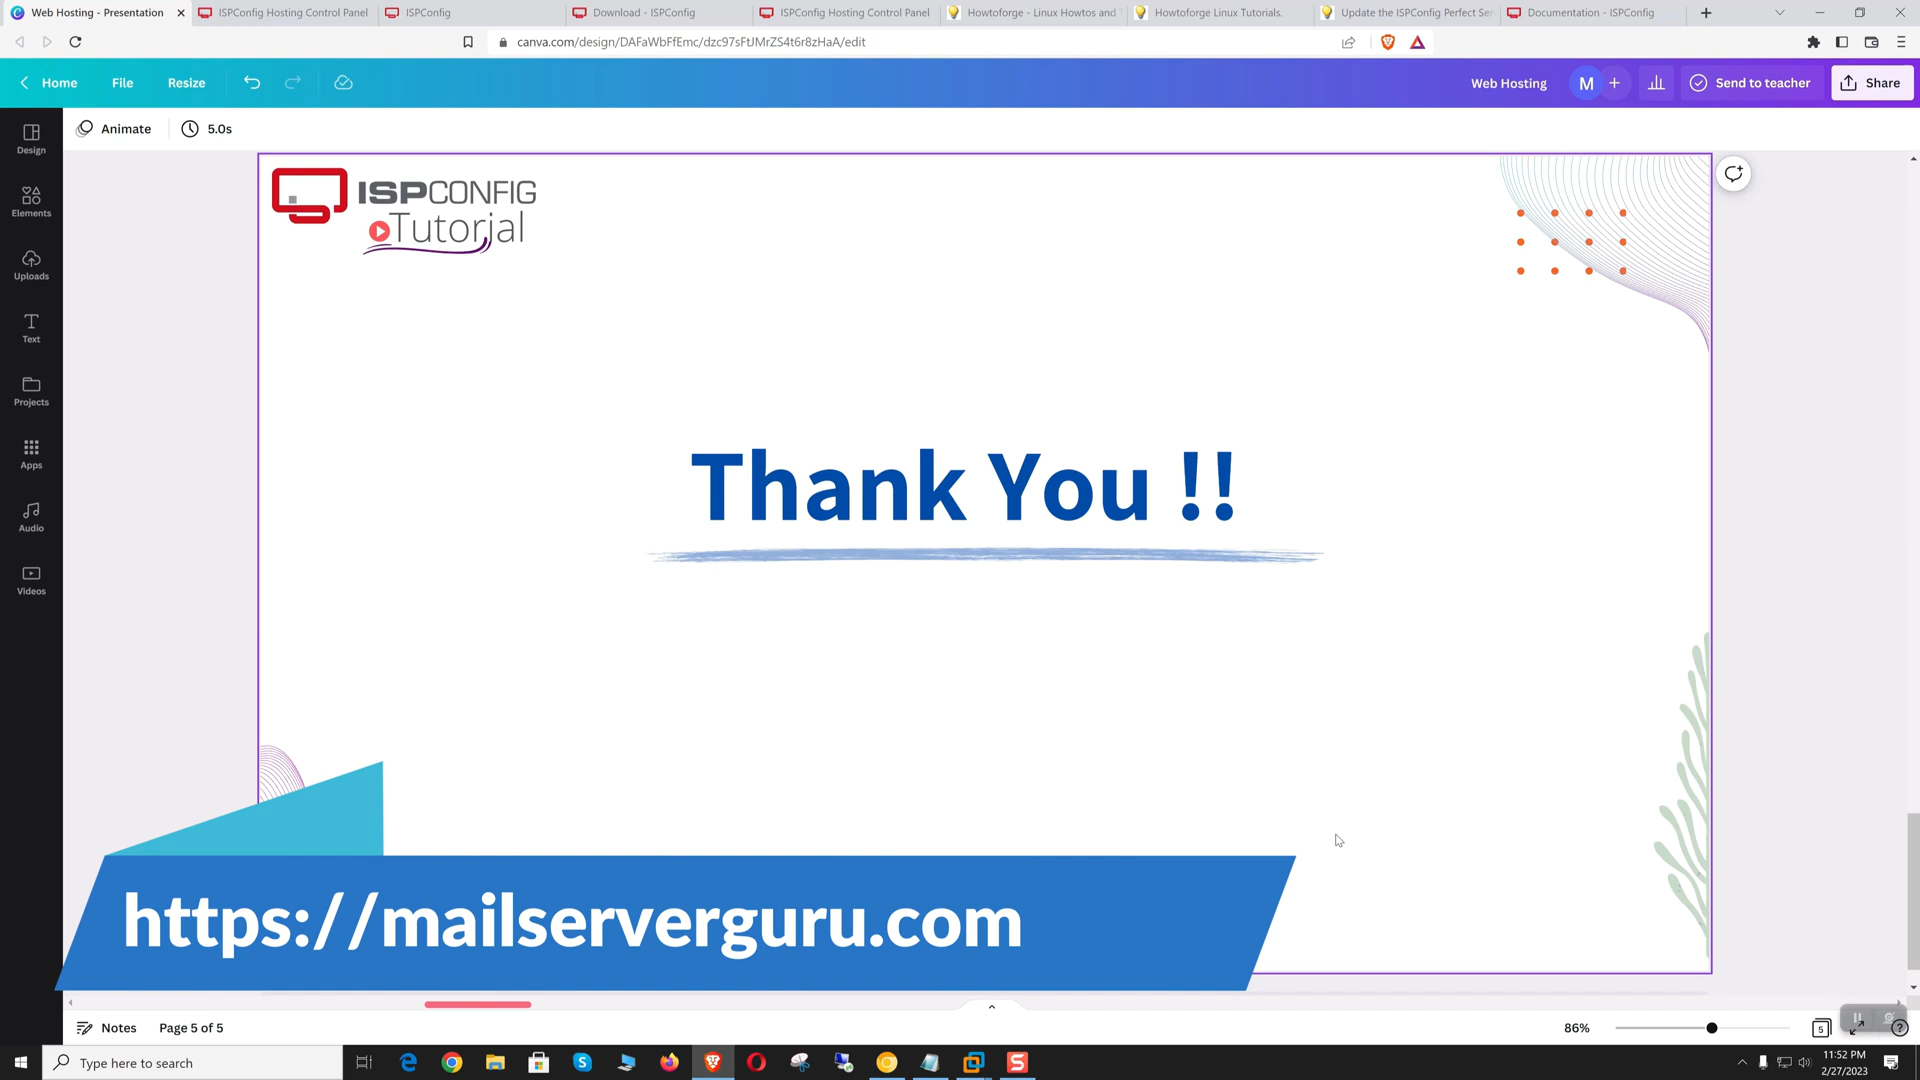 Web Hosting - Presentation
ISPConfig Hosting Control Panel
ISPConfig
Download - ISPConfig
ISPConfig Hosting Control Panel
Howtoforge - Linux Howtos and
Howtoforge Linux Tutorials.
Update the ISPConfig Perfect Ser
Documentation - ISPConfig
canva.com/design/DAFaWbFfEmc/dzc97sFtJMrZS4t6r8zHaA/edit
Home
File
Resize
Web Hosting
M
Send to teacher
Share
Animate
5.0s
Design
Elements
Uploads
Text
Projects
Apps
Audio
Videos
ISPCONFIG
Tutorial
Thank You !!
https://mailserverguru.com
Notes
Page 5 of 5
86%
5
Type here to search
11:52 PM
2/27/2023